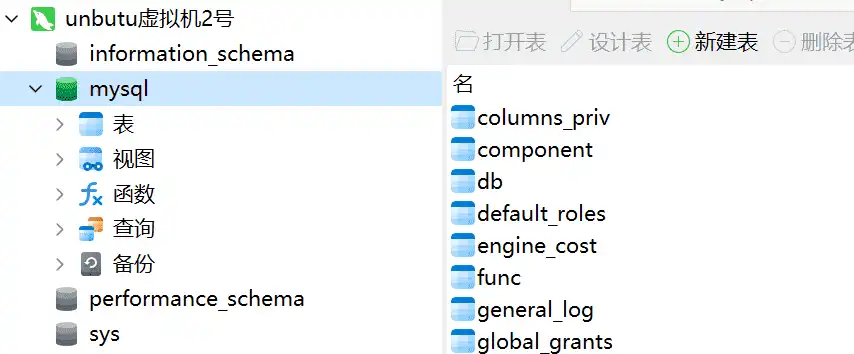 unbutu虚拟机2号
information_schema
mysql
表
视图
函数
查询
备份
performance_schema
sys
打开表 设计表 新建表 删除表
名
columns_priv
component
db
default_roles
engine_cost
func
general_log
global_grants